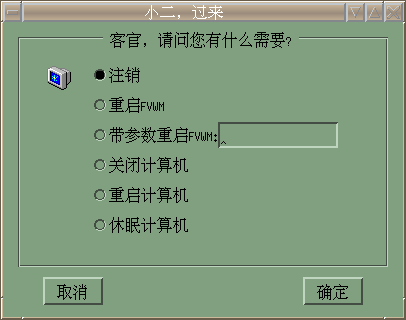 小二，过来
客官，请问您有什么需要?
注销
重启FVWM
带参数重启FVWM:
关闭计算机
重启计算机
休眠计算机
取消 确定